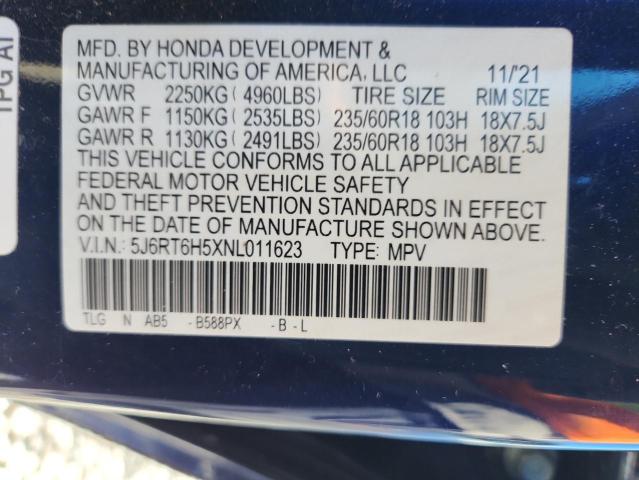 TPG A1
MFD. BY HONDA DEVELOPMENT &
MANUFACTURING OF AMERICA, LLC 11/'21
GVWR 2250KG ( 4960LBS) TIRE SIZE RIM SIZE
GAWR F 1150KG ( 2535LBS) 235/60R18 103H 18X7.5J
GAWR R 1130KG ( 2491LBS) 235/60R18 103H 18X7.5J
THIS VEHICLE CONFORMS TO ALL APPLICABLE
FEDERAL MOTOR VEHICLE SAFETY
AND THEFT PREVENTION STANDARDS IN EFFECT
ON THE DATE OF MANUFACTURE SHOWN ABOVE.
V.I.N.: 5J6RT6H5XNL011623 TYPE: MPV
TLG N AB5 -B588PX -B - L